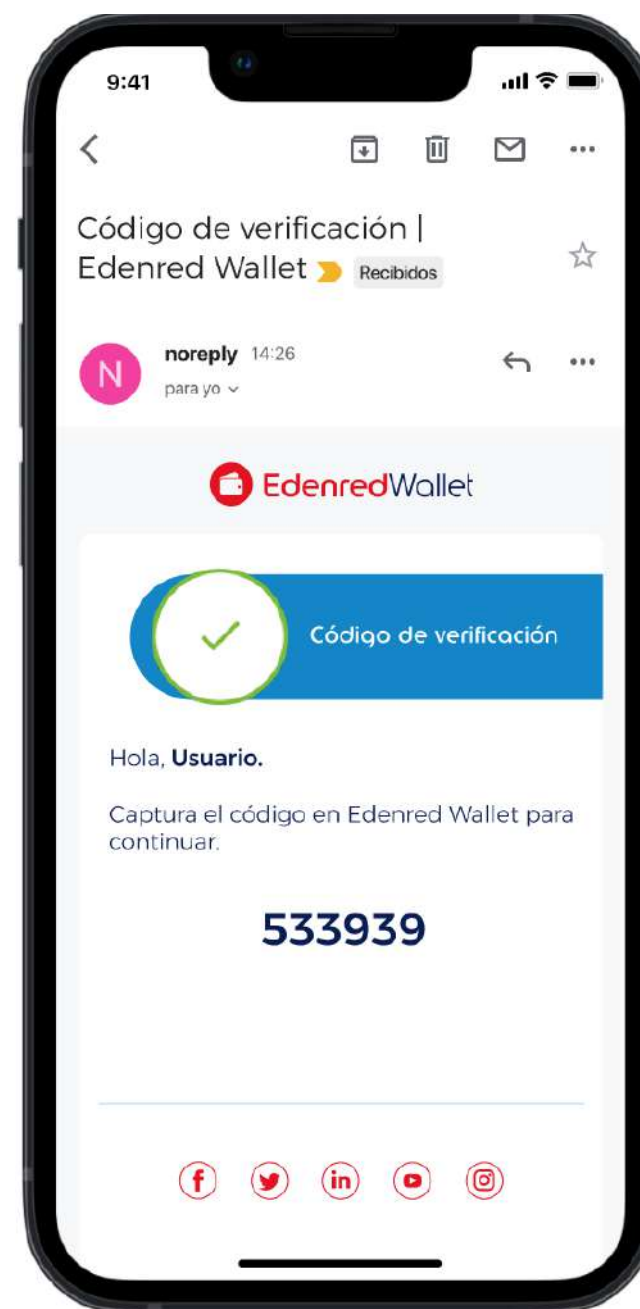 9:41
Código de verificación |
Edenred Wallet Recibidos
N
noreply 14:26
para yo
EdenredWallet
Código de verificación
Hola, Usuario.
Captura el código en Edenred Wallet para
continuar.
533939